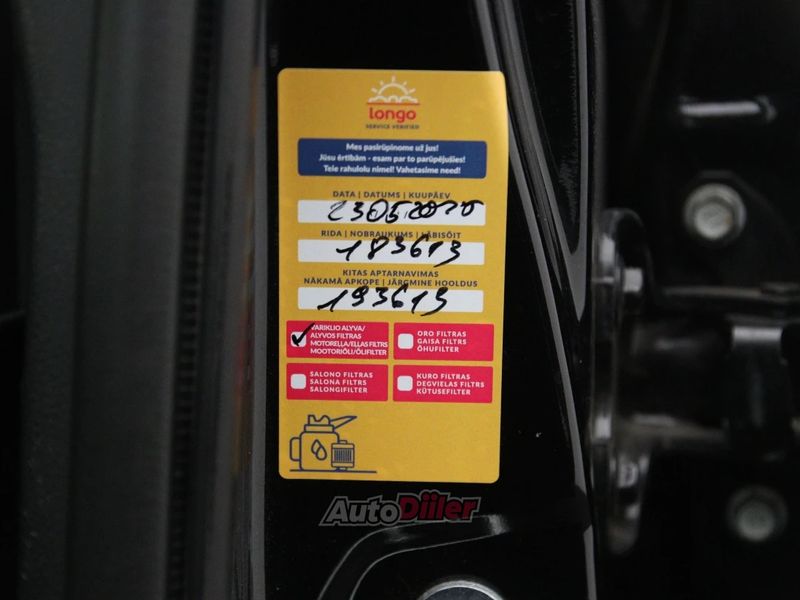 longo
SERVICE VERIFIED
Mes pasirūpinome už jus!
Jūsu ērtībām - esam par to parūpējušies!
Teie rahulolu nimel! Vahetasime need!
DATA | DATUMS | KUUPÄEV
RIDA | NOBRAUKUMS | LÄBISÕIT
183613
KITAS APTARNAVIMAS
NĀKAMĀ APKOPE | JÄRGMINE HOOLDUS
193613
VARIKLIO ALYVA/
ALYVOS FILTRAS
MOTORELLA/ELLAS FILTRS
MOOTORIÕLI/ÕLIFILTER
ORO FILTRAS
GAISA FILTRS
ÕHUFILTER
SALONO FILTRAS
SALONA FILTRS
SALONGIFILTER
KURO FILTRAS
DEGVIELAS FILTRS
KÜTUSEFILTER
AutoDiiler